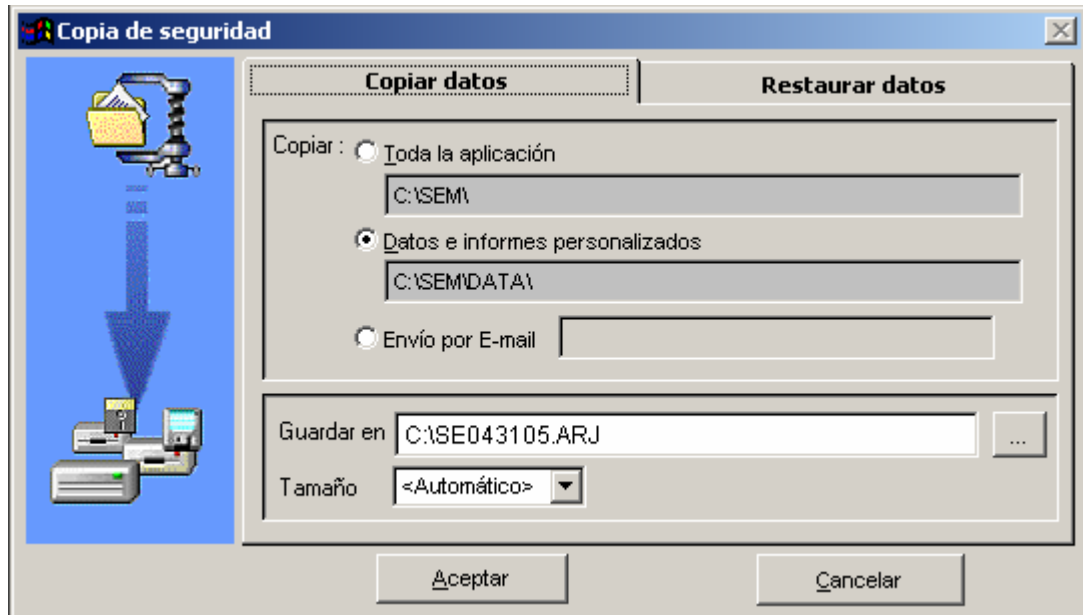 Copia de seguridad
Copiar datos
Restaurar datos
Copiar :
Toda la aplicación
C:\SEM\
Datos e informes personalizados
C:\SEM\DATA\
Envío por E-mail
Guardar en
C:\SE043105.ARJ
...
Tamaño
<Automático>
Aceptar
Cancelar